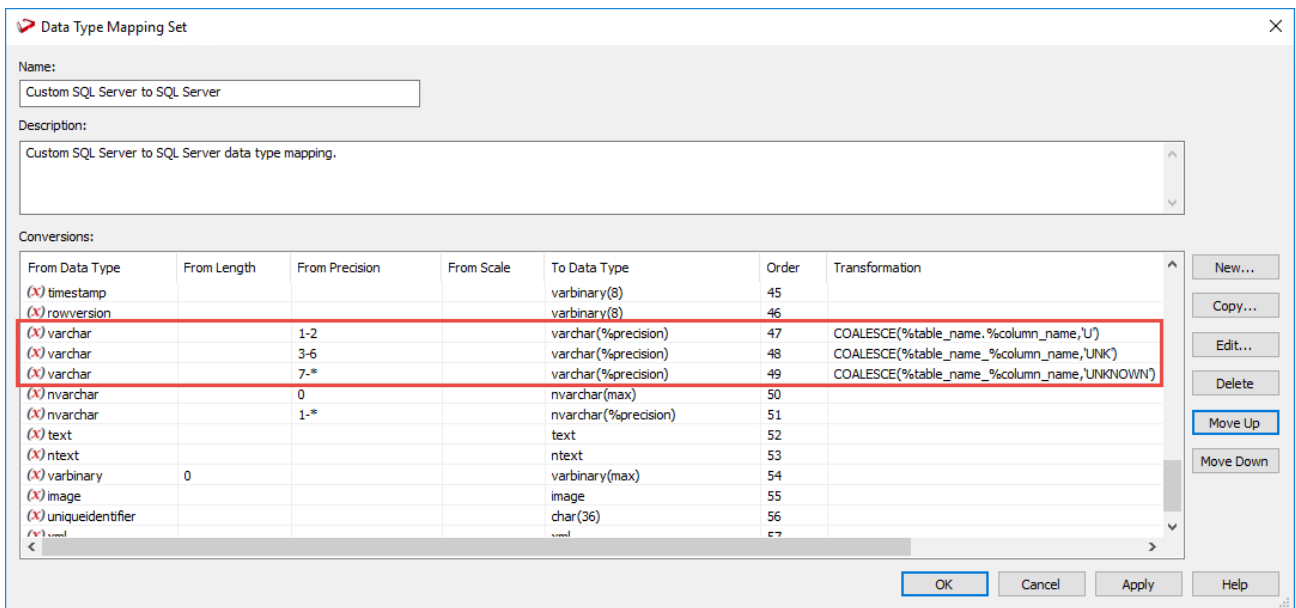 Data Type Mapping Set
Name:
Custom SQL Server to SQL Server
Description:
Custom SQL Server to SQL Server data type mapping.
Conversions:
From Data Type From Length From Precision From Scale To Data Type Order Transformation
(x) timestamp varbinary(8) 45
(x) rowversion varbinary(8) 46
(x) varchar 1-2 varchar(%precision) 47 COALESCE(%table_name.%column_name,'U')
(x) varchar 3-6 varchar(%precision) 48 COALESCE(%table_name_%column_name,'UNK')
(x) varchar 7-* varchar(%precision) 49 COALESCE(%table_name_%column_name,'UNKNOWN')
(x) nvarchar 0 nvarchar(max) 50
(x) nvarchar 1-* nvarchar(%precision) 51
(x) text text 52
(x) ntext ntext 53
(x) varbinary 0 varbinary(max) 54
(x) image image 55
(x) uniqueidentifier char(36) 56
(x) xml xml 57
New...
Copy...
Edit...
Delete
Move Up
Move Down
OK Cancel Apply Help